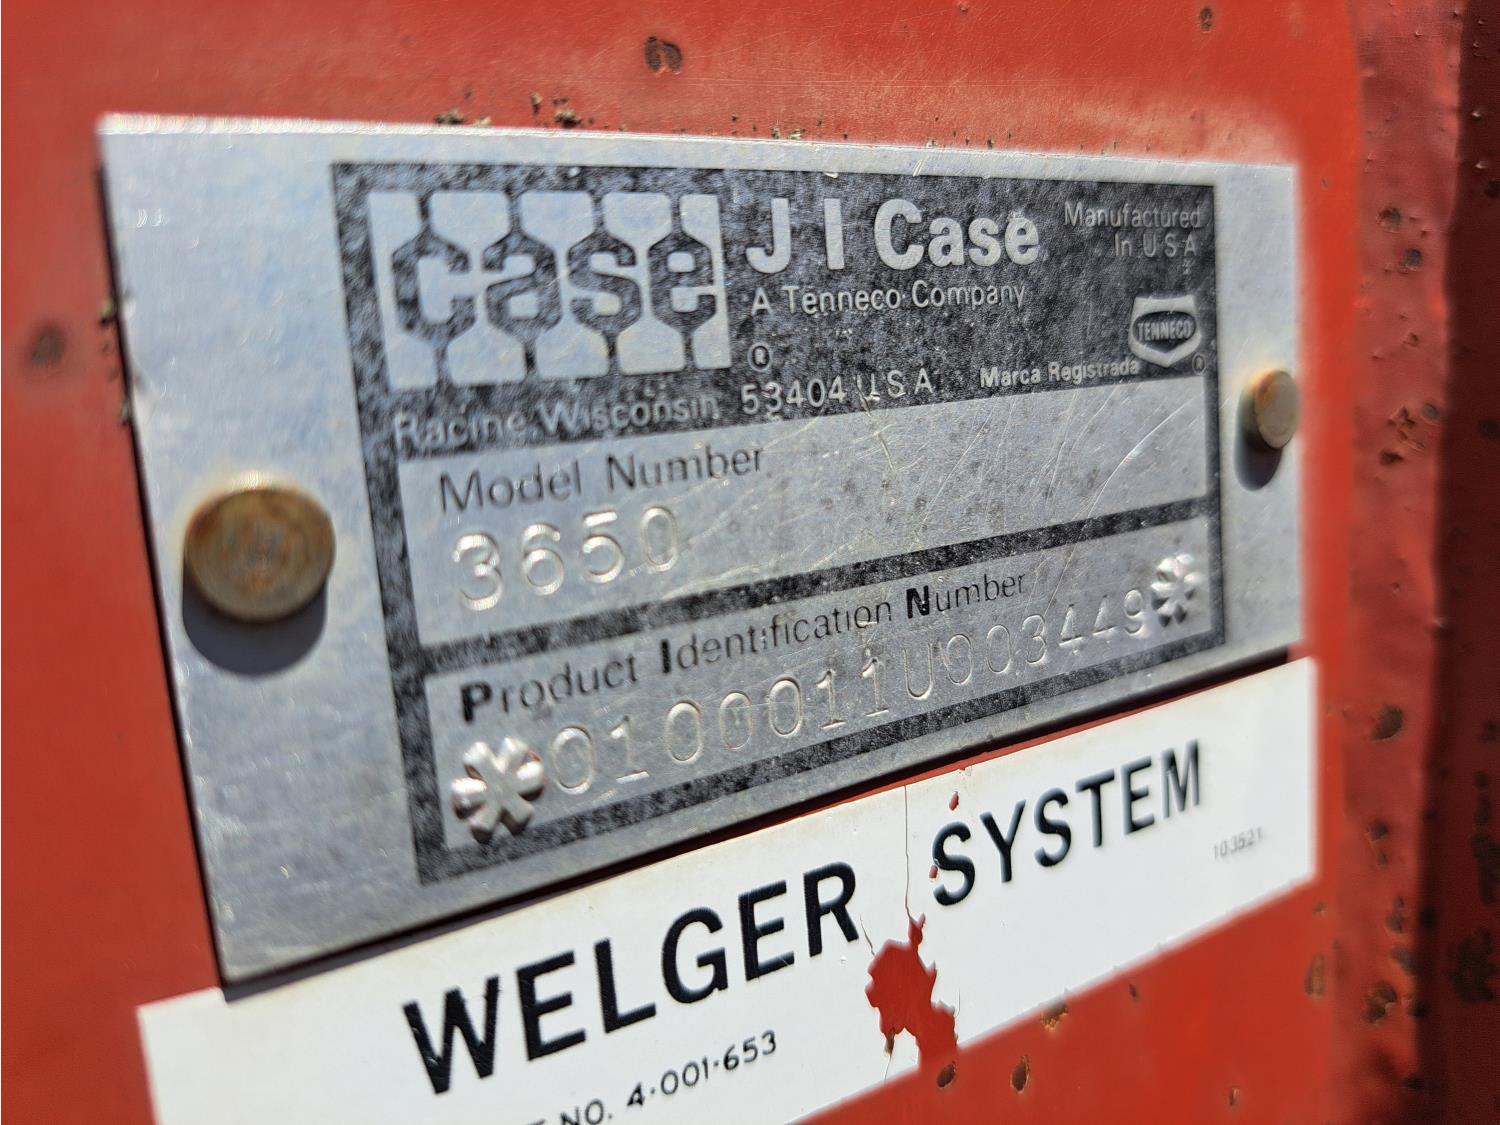 case
J I Case
Manufactured
In U S A
A Tenneco Company
TENNECO
®
®
Racine Wisconsin 53404 U S A
Marca Registrada
Model Number
3650
Product Identification Number
*0100011U003449*
WELGER SYSTEM
103521
NO. 4-001-653